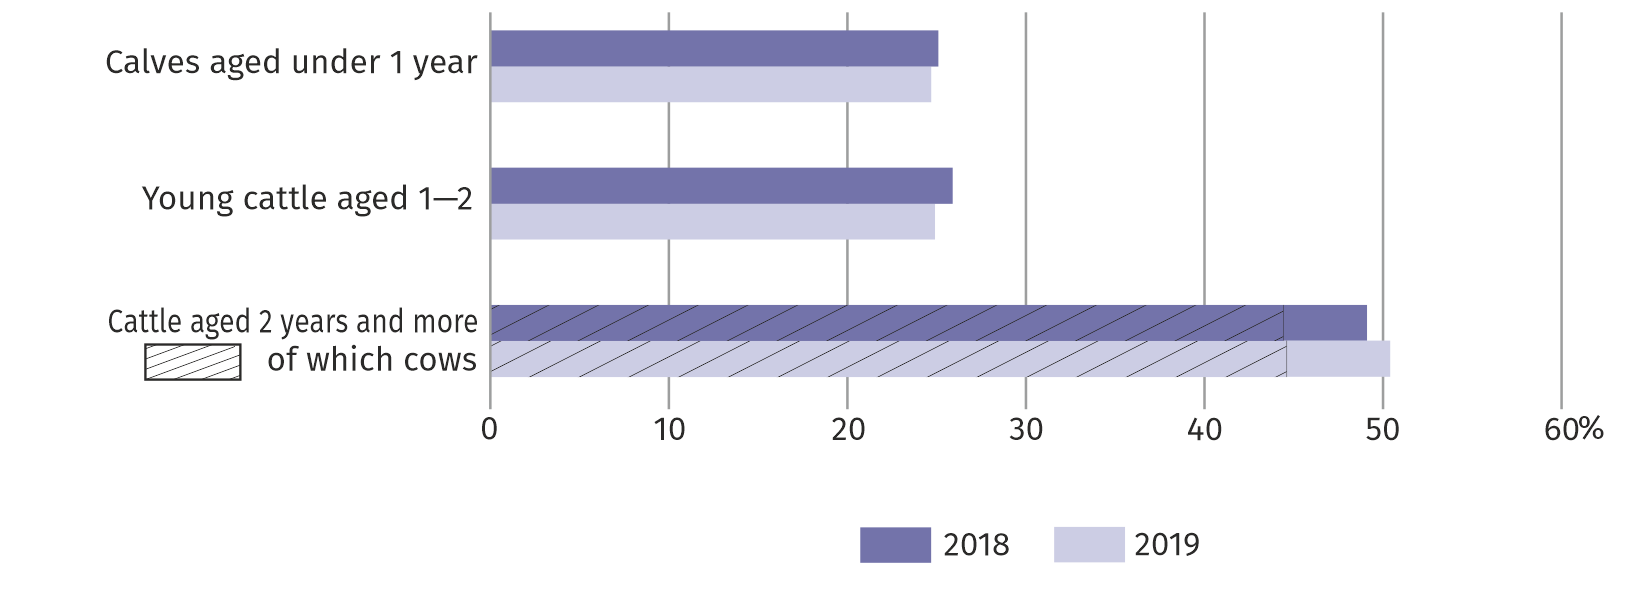 Calves aged under 1 year
Young cattle aged 1—2
Cattle aged 2 years and more
of which cows
0 10 20 30 40 50 60%
2018 2019